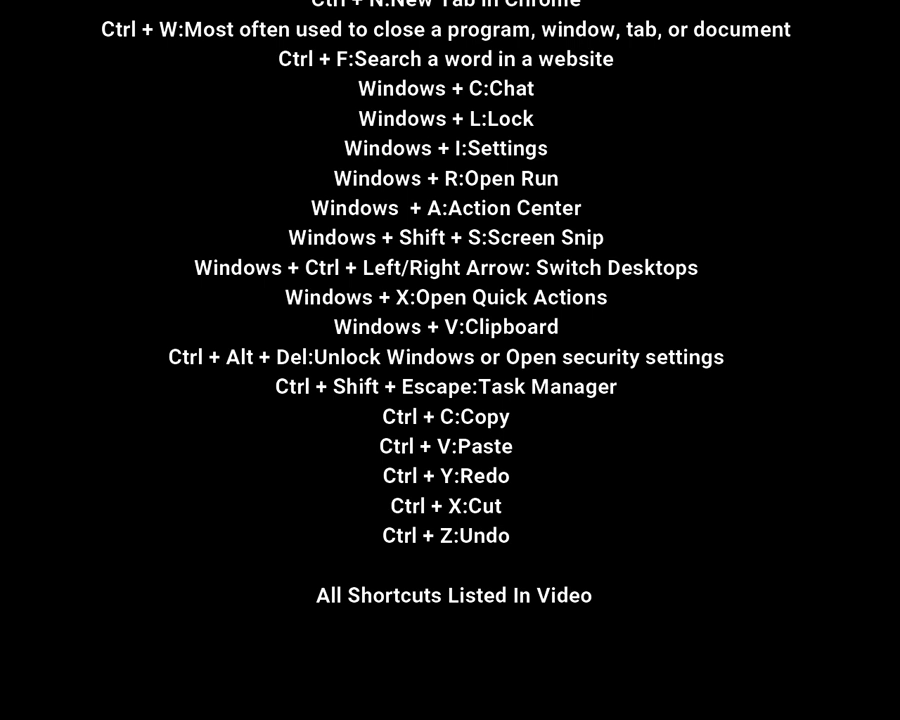 Ctrl + N:New Tab in Chrome
Ctrl + W:Most often used to close a program, window, tab, or document
Ctrl + F:Search a word in a website
Windows + C:Chat
Windows + L:Lock
Windows + I:Settings
Windows + R:Open Run
Windows  + A:Action Center
Windows + Shift + S:Screen Snip
Windows + Ctrl + Left/Right Arrow: Switch Desktops
Windows + X:Open Quick Actions
Windows + V:Clipboard
Ctrl + Alt + Del:Unlock Windows or Open security settings
Ctrl + Shift + Escape:Task Manager
Ctrl + C:Copy
Ctrl + V:Paste
Ctrl + Y:Redo
Ctrl + X:Cut
Ctrl + Z:Undo
All Shortcuts Listed In Video